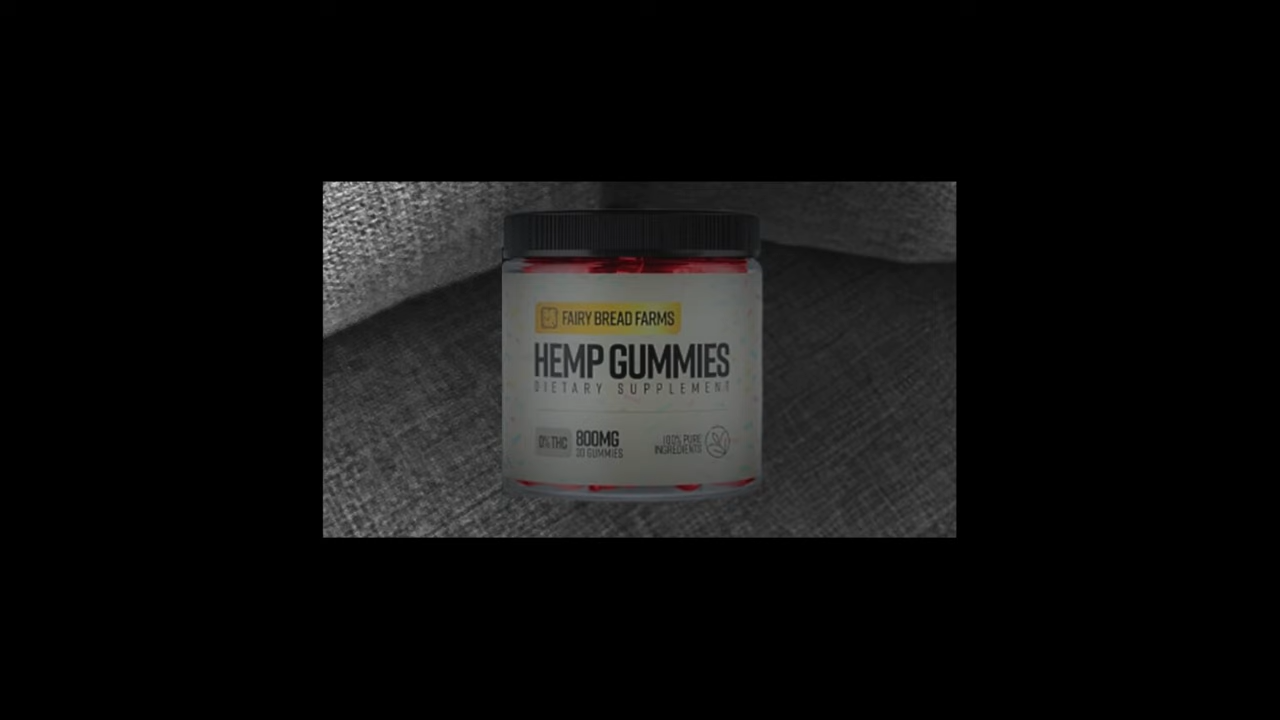 FAIRY BREAD FARMS
HEMP GUMMIES
DIETARY SUPPLEMENT
0% THC
800MG
30 GUMMIES
100% PURE
INGREDIENTS